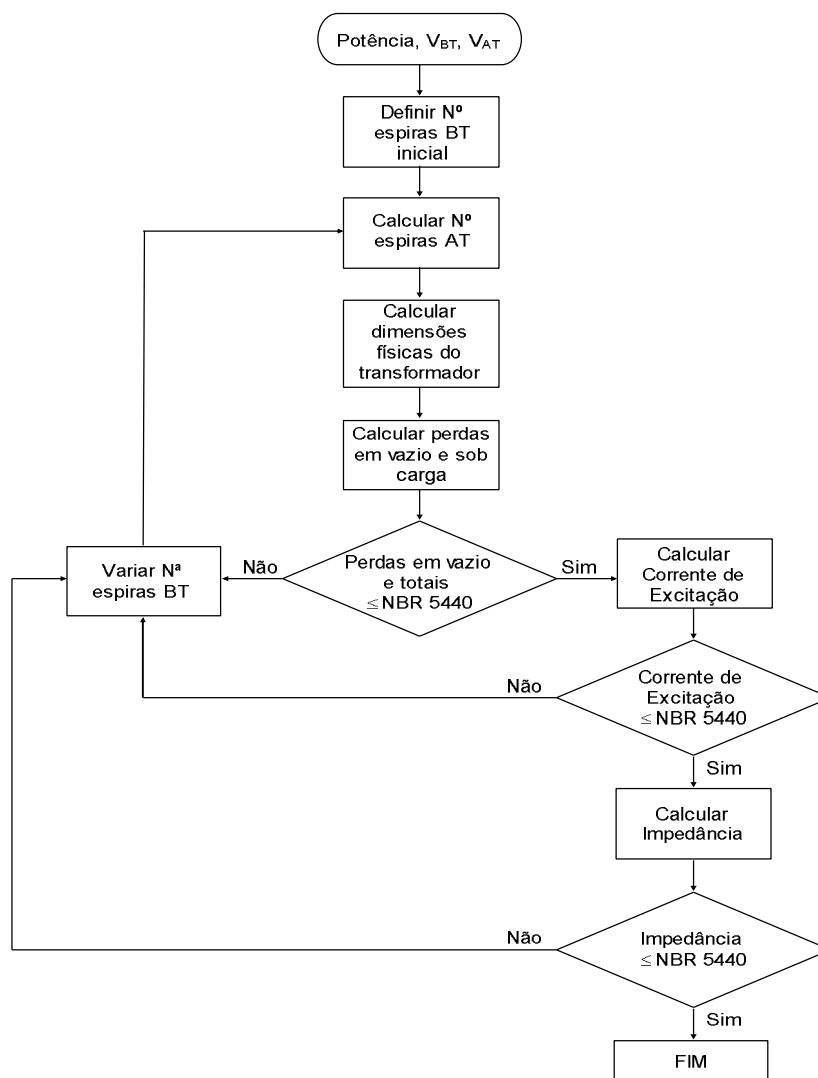 Potência, V_BT, V_AT
Definir Nº
espiras BT
inicial
Calcular Nº
espiras AT
Calcular
dimensões
físicas do
transformador
Calcular perdas
em vazio e sob
carga
Perdas em vazio
e totais
≤ NBR 5440
Não
Sim
Variar Nª
espiras BT
Calcular
Corrente de
Excitação
Corrente de
Excitação
≤ NBR 5440
Não
Sim
Calcular
Impedância
Impedância
≤ NBR 5440
Não
Sim
FIM